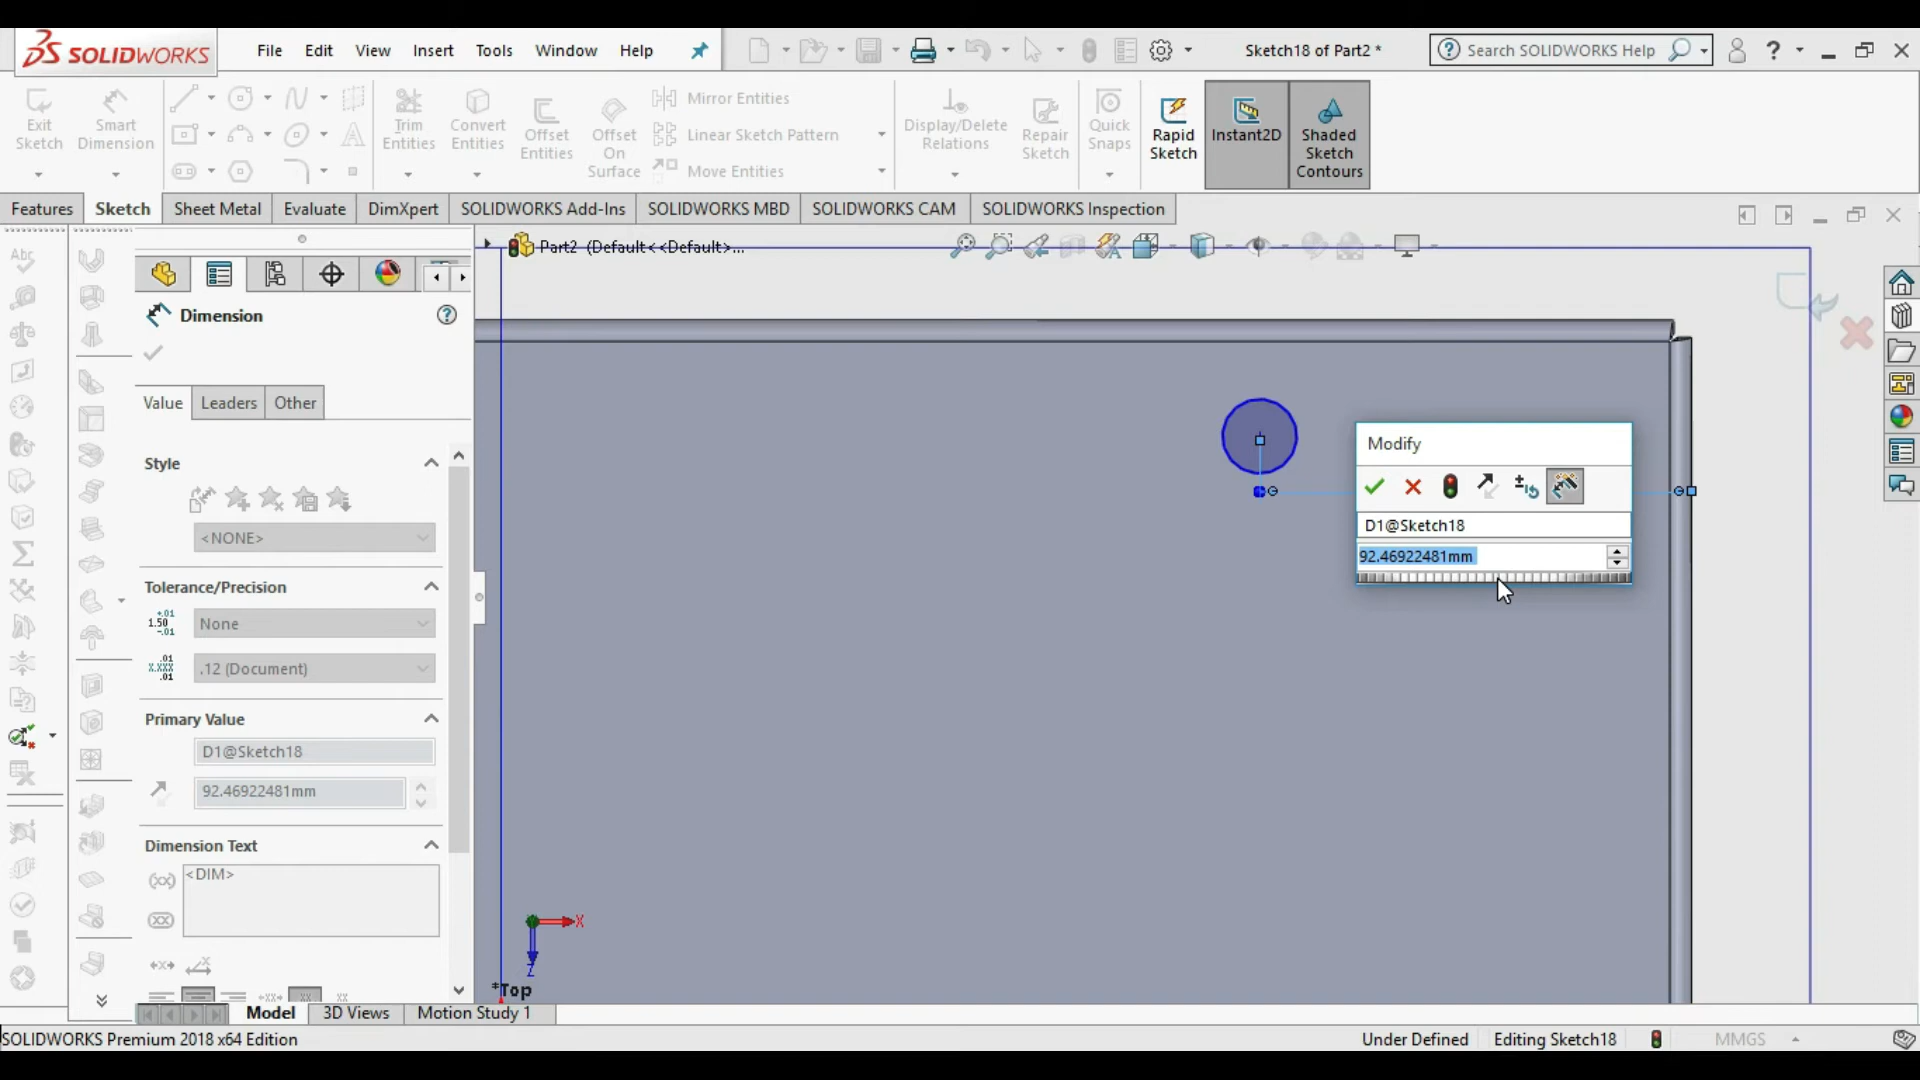 SOLIDWORKS
File Edit View Insert Tools Window Help
Sketch18 of Part2 *
Search SOLIDWORKS Help
Exit Sketch
Smart Dimension
Trim Entities
Convert Entities
Offset Entities
Offset On Surface
Mirror Entities
Linear Sketch Pattern
Move Entities
Display/Delete Relations
Repair Sketch
Quick Snaps
Rapid Sketch
Instant2D
Shaded Sketch Contours
Features Sketch Sheet Metal Evaluate DimXpert SOLIDWORKS Add-Ins SOLIDWORKS MBD SOLIDWORKS CAM SOLIDWORKS Inspection
Part2 (Default<<Default>...
Dimension
Value Leaders Other
Style
<NONE>
Tolerance/Precision
None
.12 (Document)
Primary Value
D1@Sketch18
92.46922481mm
Dimension Text
<DIM>
Modify
D1@Sketch18
92.46922481mm
X
Z
*Top
Model 3D Views Motion Study 1
SOLIDWORKS Premium 2018 x64 Edition
Under Defined Editing Sketch18 MMGS